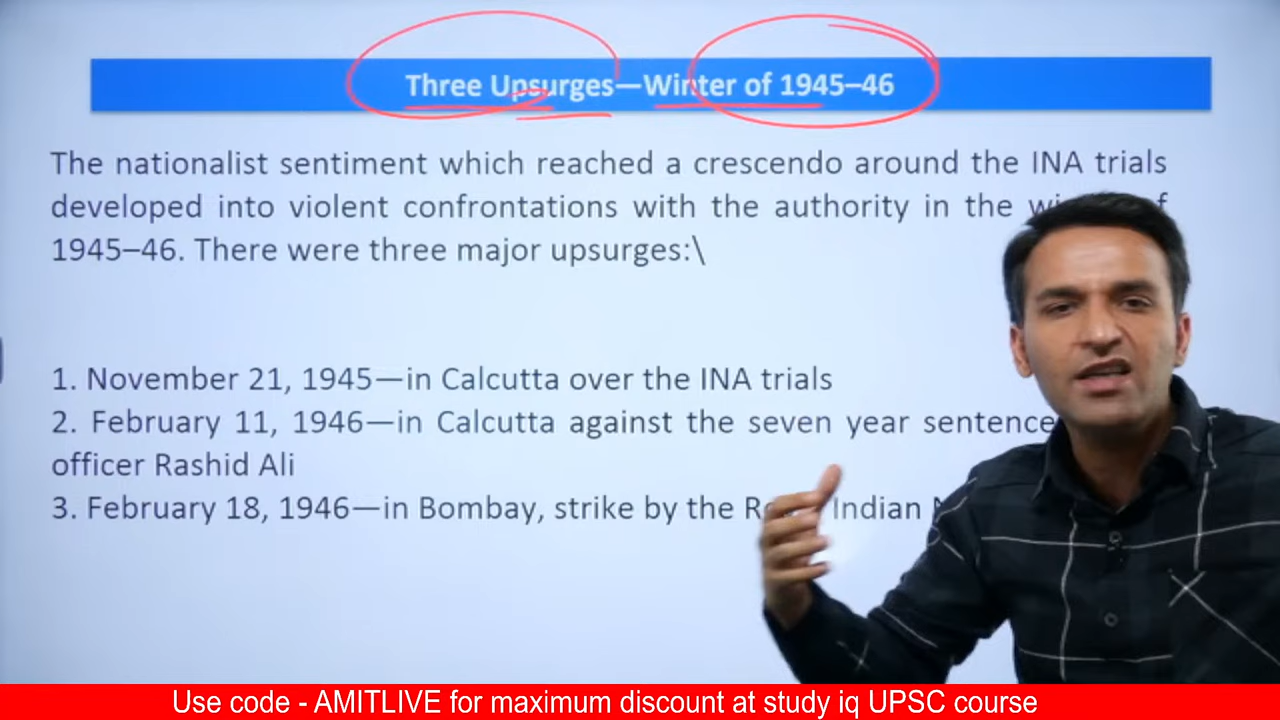 Three Upsurges—Winter of 1945–46
The nationalist sentiment which reached a crescendo around the INA trials
developed into violent confrontations with the authority in the
1945–46. There were three major upsurges:\
1. November 21, 1945—in Calcutta over the INA trials
2. February 11, 1946—in Calcutta against the seven year sentence
officer Rashid Ali
3. February 18, 1946—in Bombay, strike by the Indian
Use code - AMITLIVE for maximum discount at study iq UPSC course